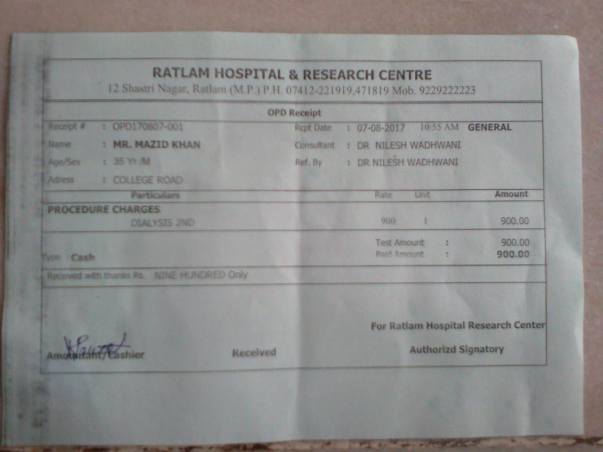 RATLAM HOSPITAL & RESEARCH CENTRE
12 Shastri Nagar, Ratlam (M.P.) P.H. 07412-221919,471819 Mob. 9229222223
OPD Receipt
Receipt # : OPD170807-001 Rcpt Date : 07-08-2017 10:55 AM GENERAL
Name : MR. MAZID KHAN Consultant : DR NILESH WADHWANI
Age/Sex : 35 Yr /M Ref. By : DR NILESH WADHWANI
Adress : COLLEGE ROAD
Particulars Rate Unit Amount
PROCEDURE CHARGES
DIALYSIS 2ND 900 1 900.00
Test Amount : 900.00
Type : Cash Paid Amount : 900.00
Received with thanks Rs. NINE HUNDRED Only
For Ratlam Hospital Research Center
/Cashier Received Authorizd Signatory